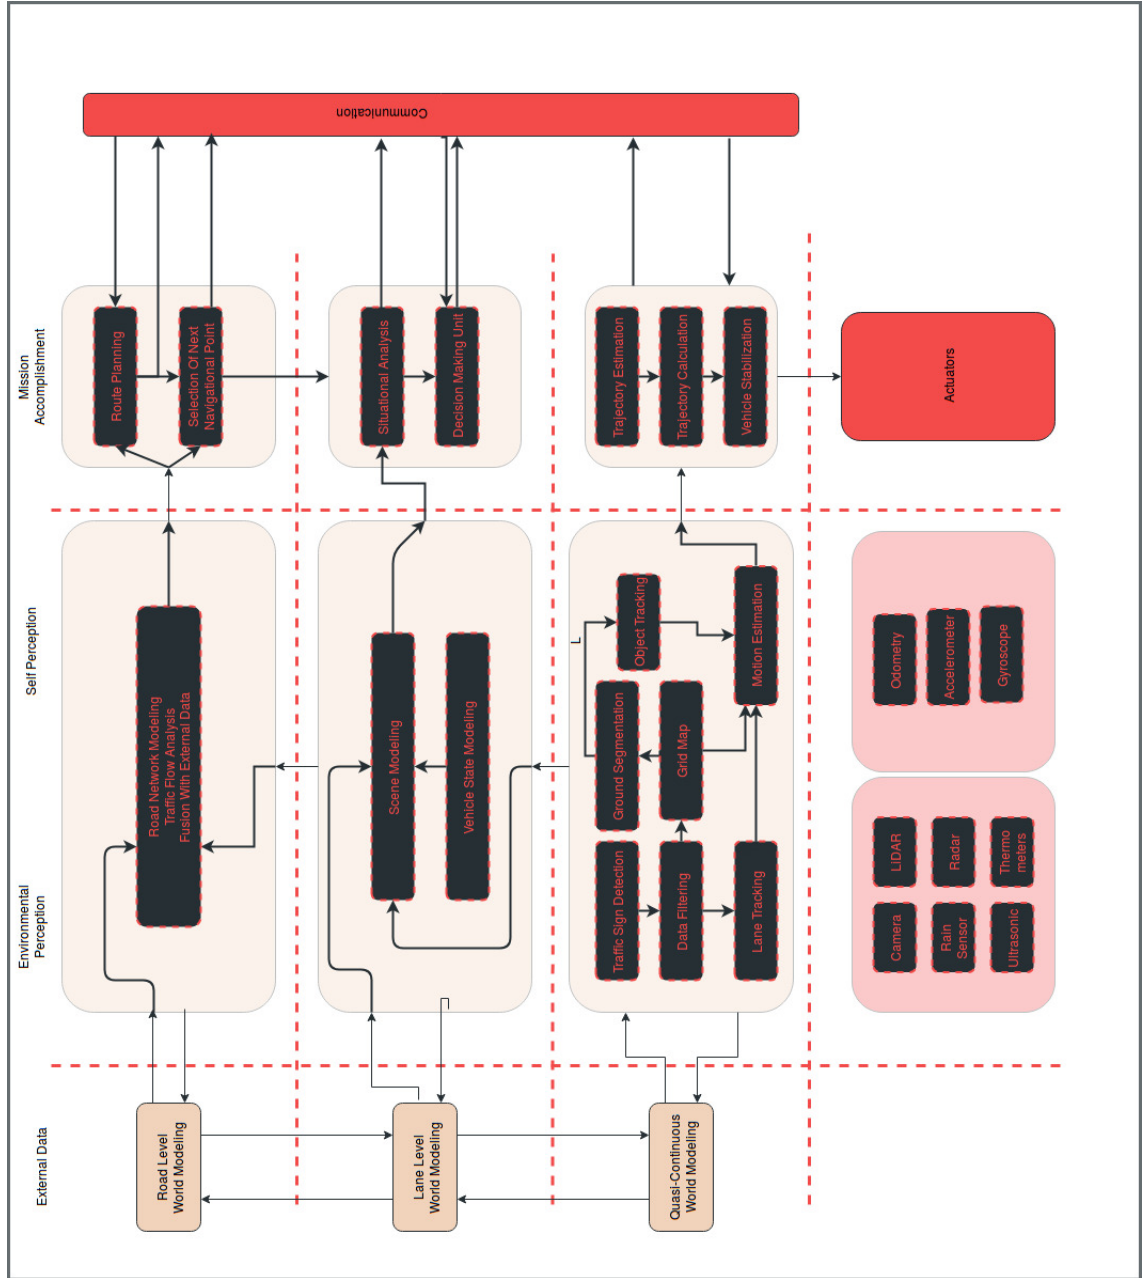 External Data
Environmental
Perception
Self Perception
Mission
Accomplishment
Road Level
World Modeling
Road Network Modeling
Traffic Flow Analysis
Fusion With External Data
Route Planning
Selection Of Next
Navigational Point
Communication
Lane Level
World Modeling
Scene Modeling
Vehicle State Modeling
Situational Analysis
Decision Making Unit
Quasi-Continuous
World Modeling
Traffic Sign Detection
Data Filtering
Lane Tracking
Ground Segmentation
Grid Map
Object Tracking
Motion Estimation
L
Trajectory Estimation
Trajectory Calculation
Vehicle Stabilization
Camera
LiDAR
Rain
Sensor
Radar
Ultrasonic
Thermo
meters
Odometry
Accelerometer
Gyroscope
Actuators